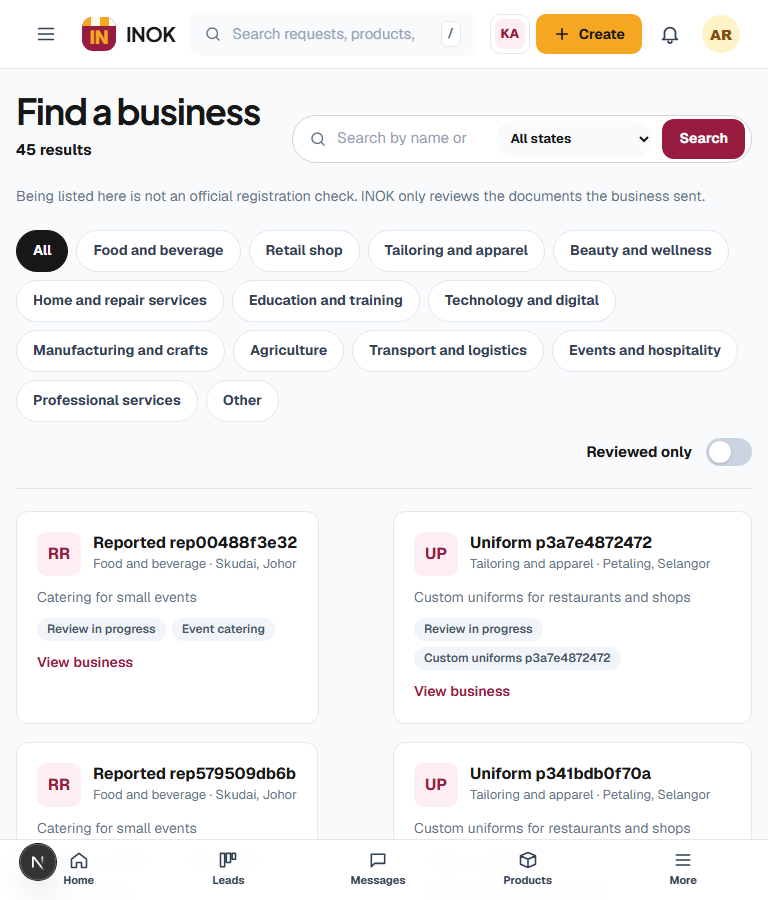 IN INOK Search requests, products, / KA + Create AR
Find a business
45 results
Search by name or All states Search
Being listed here is not an official registration check. INOK only reviews the documents the business sent.
All Food and beverage Retail shop Tailoring and apparel Beauty and wellness
Home and repair services Education and training Technology and digital
Manufacturing and crafts Agriculture Transport and logistics Events and hospitality
Professional services Other
Reviewed only
RR Reported rep00488f3e32
Food and beverage · Skudai, Johor
Catering for small events
Review in progress Event catering
View business
UP Uniform p3a7e4872472
Tailoring and apparel · Petaling, Selangor
Custom uniforms for restaurants and shops
Review in progress
Custom uniforms p3a7e4872472
View business
RR Reported rep579509db6b
Food and beverage · Skudai, Johor
Catering for small events
UP Uniform p341bdb0f70a
Tailoring and apparel · Petaling, Selangor
Custom uniforms for restaurants and shops
N Home Leads Messages Products More